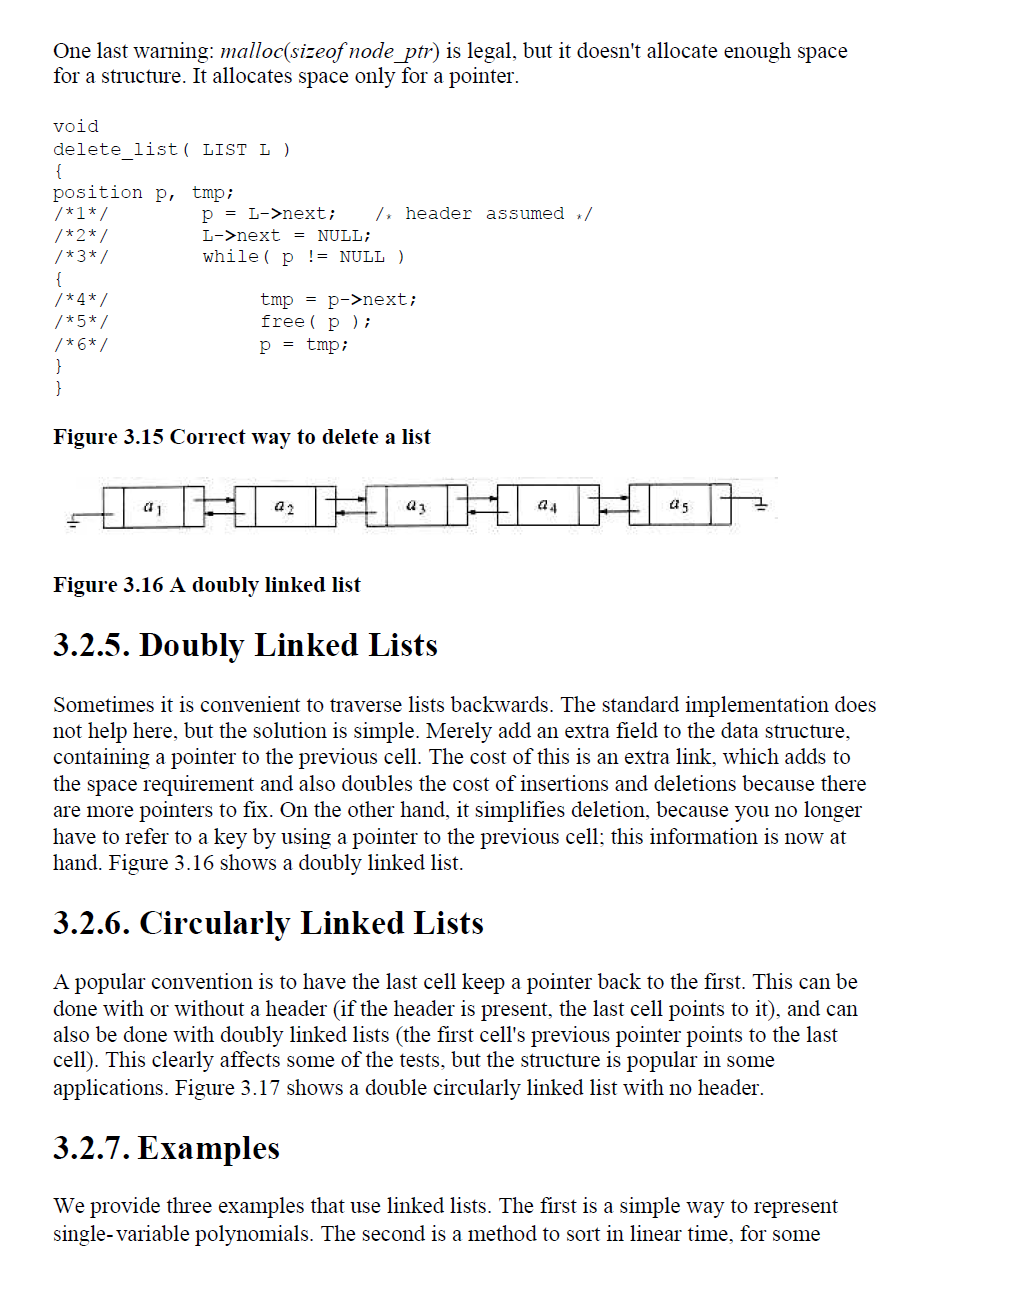 One last warning: malloc(sizeof node_ptr) is legal, but it doesn't allocate enough space
for a structure. It allocates space only for a pointer.
void
delete_list( LIST L )
{
position p, tmp;
/*1*/ p = L->next; /* header assumed */
/*2*/ L->next = NULL;
/*3*/ while( p != NULL )
{
/*4*/ tmp = p->next;
/*5*/ free( p );
/*6*/ p = tmp;
}
}
Figure 3.15 Correct way to delete a list
a1 a2 a3 a4 a5
Figure 3.16 A doubly linked list
3.2.5. Doubly Linked Lists
Sometimes it is convenient to traverse lists backwards. The standard implementation does
not help here, but the solution is simple. Merely add an extra field to the data structure,
containing a pointer to the previous cell. The cost of this is an extra link, which adds to
the space requirement and also doubles the cost of insertions and deletions because there
are more pointers to fix. On the other hand, it simplifies deletion, because you no longer
have to refer to a key by using a pointer to the previous cell; this information is now at
hand. Figure 3.16 shows a doubly linked list.
3.2.6. Circularly Linked Lists
A popular convention is to have the last cell keep a pointer back to the first. This can be
done with or without a header (if the header is present, the last cell points to it), and can
also be done with doubly linked lists (the first cell's previous pointer points to the last
cell). This clearly affects some of the tests, but the structure is popular in some
applications. Figure 3.17 shows a double circularly linked list with no header.
3.2.7. Examples
We provide three examples that use linked lists. The first is a simple way to represent
single-variable polynomials. The second is a method to sort in linear time, for some